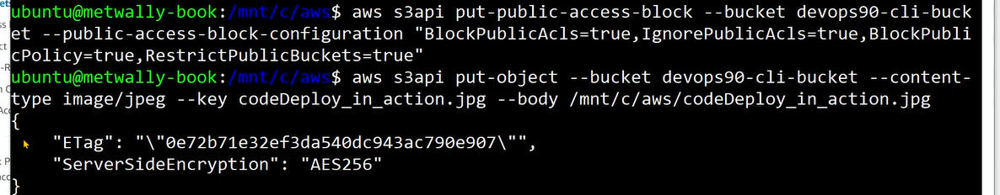 ubuntu@metwally-book:/mnt/c/aws$ aws s3api put-public-access-block --bucket devops90-cli-buck
et --public-access-block-configuration "BlockPublicAcls=true,IgnorePublicAcls=true,BlockPubli
cPolicy=true,RestrictPublicBuckets=true"
ubuntu@metwally-book:/mnt/c/aws$ aws s3api put-object --bucket devops90-cli-bucket --content-
type image/jpeg --key codeDeploy_in_action.jpg --body /mnt/c/aws/codeDeploy_in_action.jpg
{
    "ETag": "\"0e72b71e32ef3da540dc943ac790e907\"",
    "ServerSideEncryption": "AES256"
}